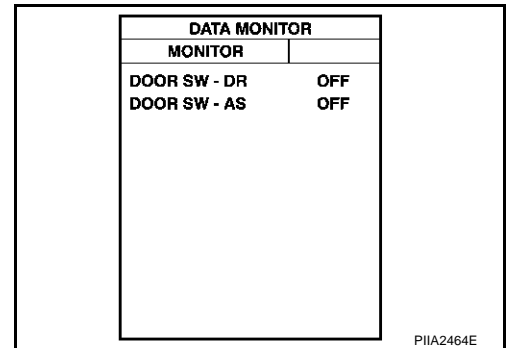 DATA MONITOR
MONITOR
DOOR SW - DR OFF
DOOR SW - AS OFF
PIIA2464E